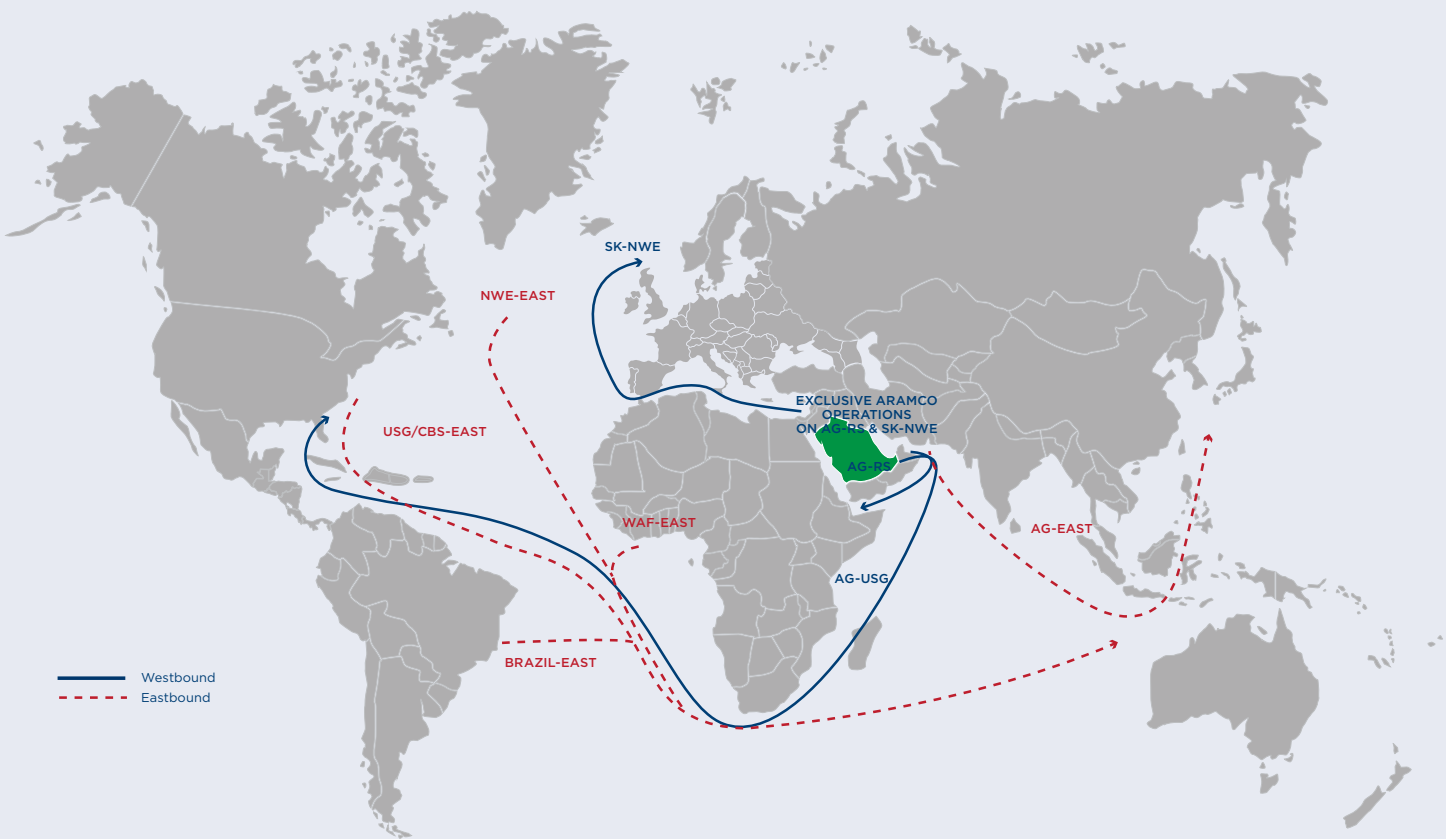 SK-NWE
NWE-EAST
EXCLUSIVE ARAMCO
OPERATIONS
ON AG-RS & SK-NWE
USG/CBS-EAST
AG-RS
WAF-EAST
AG-EAST
AG-USG
BRAZIL-EAST
Westbound
Eastbound